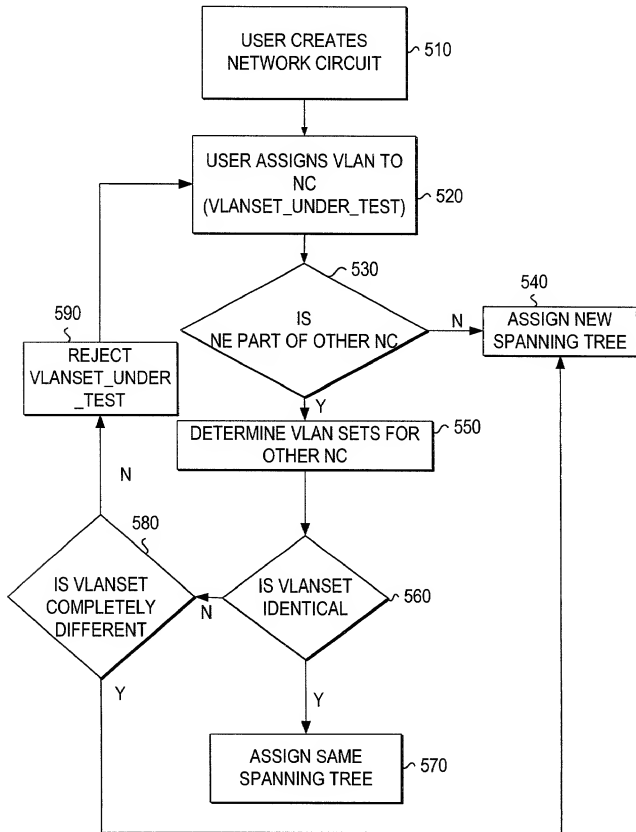 USER CREATES
NETWORK CIRCUIT
510
USER ASSIGNS VLAN TO
NC
(VLANSET_UNDER_TEST)
520
530
IS
NE PART OF OTHER NC
N
540
ASSIGN NEW
SPANNING TREE
590
REJECT
VLANSET_UNDER
_TEST
Y
DETERMINE VLAN SETS FOR
OTHER NC
550
N
580
IS VLANSET
COMPLETELY
DIFFERENT
N
IS VLANSET
IDENTICAL
560
Y
Y
ASSIGN SAME
SPANNING TREE
570